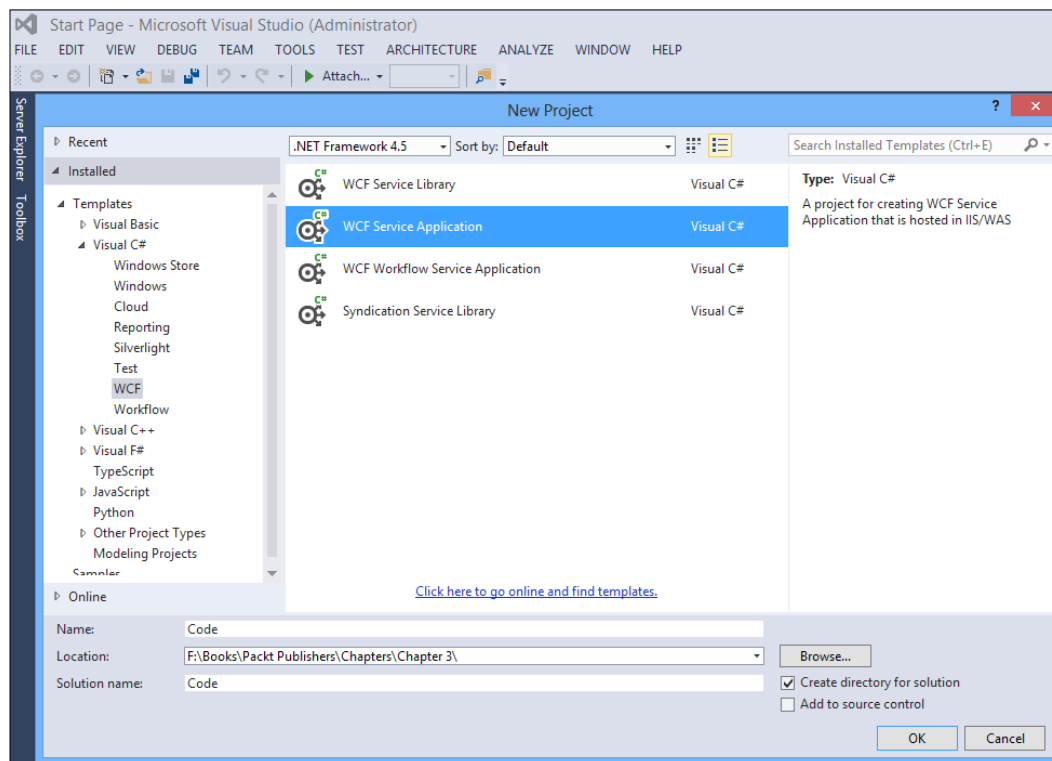 Start Page - Microsoft Visual Studio (Administrator)
FILE EDIT VIEW DEBUG TEAM TOOLS TEST ARCHITECTURE ANALYZE WINDOW HELP
Attach...
Server Explorer
Toolbox
New Project
?
Recent
Installed
Templates
Visual Basic
Visual C#
Windows Store
Windows
Cloud
Reporting
Silverlight
Test
WCF
Workflow
Visual C++
Visual F#
TypeScript
JavaScript
Python
Other Project Types
Modeling Projects
Samples
Online
.NET Framework 4.5 Sort by: Default
C# WCF Service Library Visual C#
C# WCF Service Application Visual C#
C# WCF Workflow Service Application Visual C#
C# Syndication Service Library Visual C#
Click here to go online and find templates.
Search Installed Templates (Ctrl+E)
Type: Visual C#
A project for creating WCF Service
Application that is hosted in IIS/WAS
Name: Code
Location: F:\Books\Packt Publishers\Chapters\Chapter 3\ Browse...
Solution name: Code
Create directory for solution
Add to source control
OK Cancel